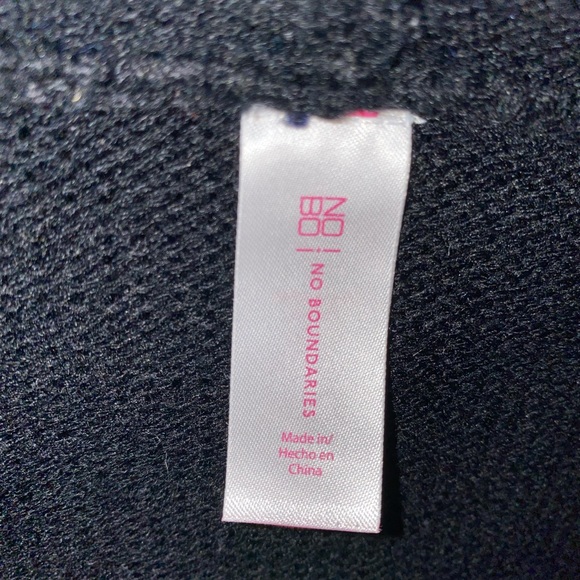 NO
BO
NO BOUNDARIES
Made in/
Hecho en
China